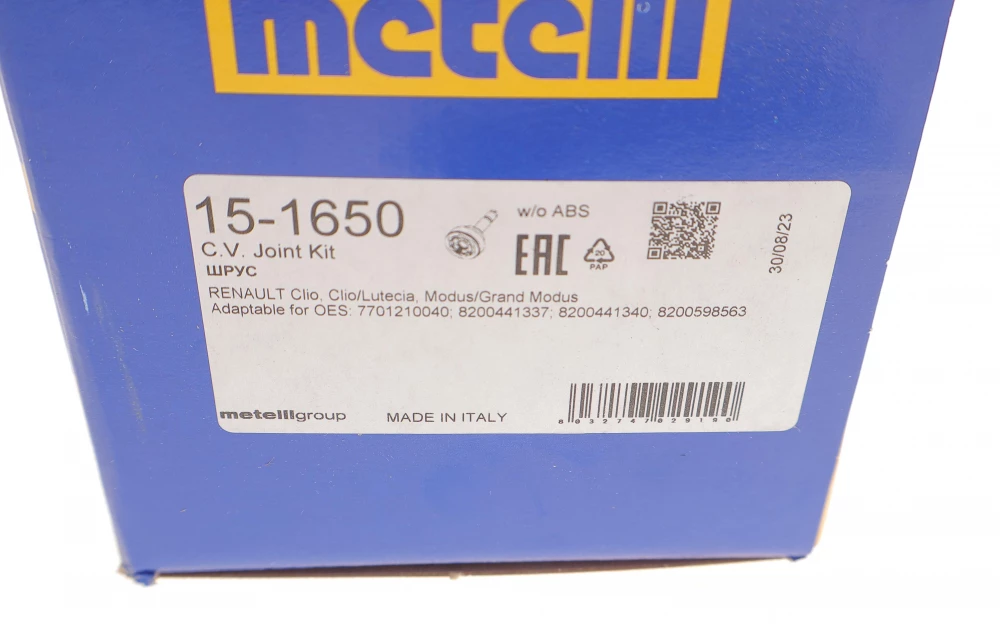 metelli
15-1650
C.V. Joint Kit
ШРУС
w/o ABS
EAC
20
PAP
30/08/23
RENAULT Clio, Clio/Lutecia, Modus/Grand Modus
Adaptable for OES: 7701210040; 8200441337; 8200441340; 8200598563
metelligroup
MADE IN ITALY
8032747029190